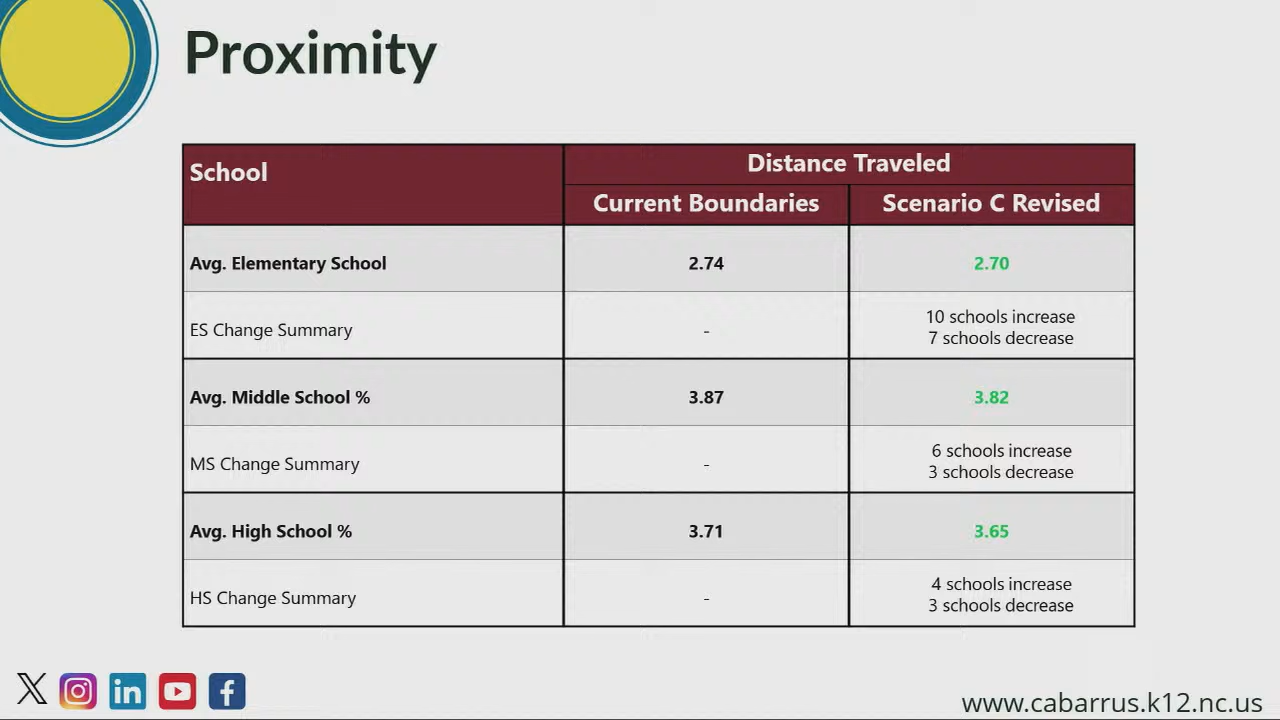 Proximity
School
Distance Traveled
Current Boundaries
Scenario C Revised
Avg. Elementary School
2.74
2.70
ES Change Summary
-
10 schools increase
7 schools decrease
Avg. Middle School %
3.87
3.82
MS Change Summary
-
6 schools increase
3 schools decrease
Avg. High School %
3.71
3.65
HS Change Summary
-
4 schools increase
3 schools decrease
www.cabarrus.k12.nc.us